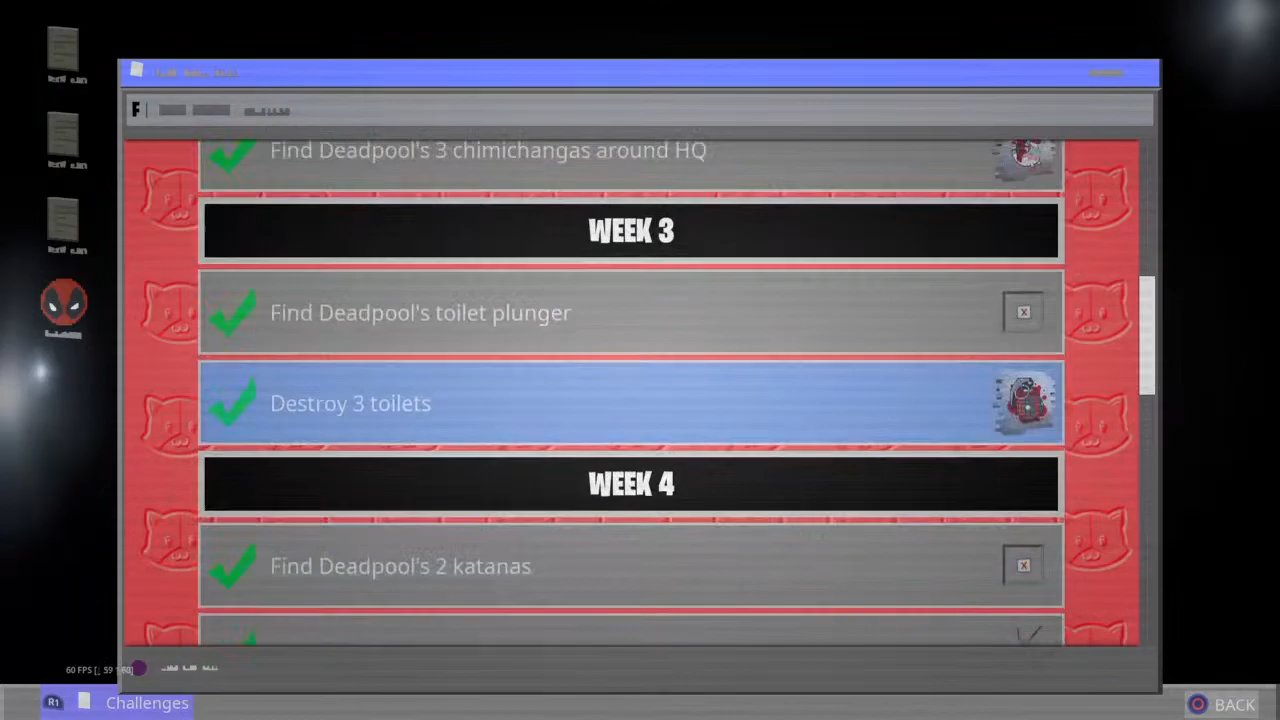 F
Find Deadpool's 3 chimichangas around HQ
WEEK 3
Find Deadpool's toilet plunger
Destroy 3 toilets
WEEK 4
Find Deadpool's 2 katanas
R1 Challenges
BACK